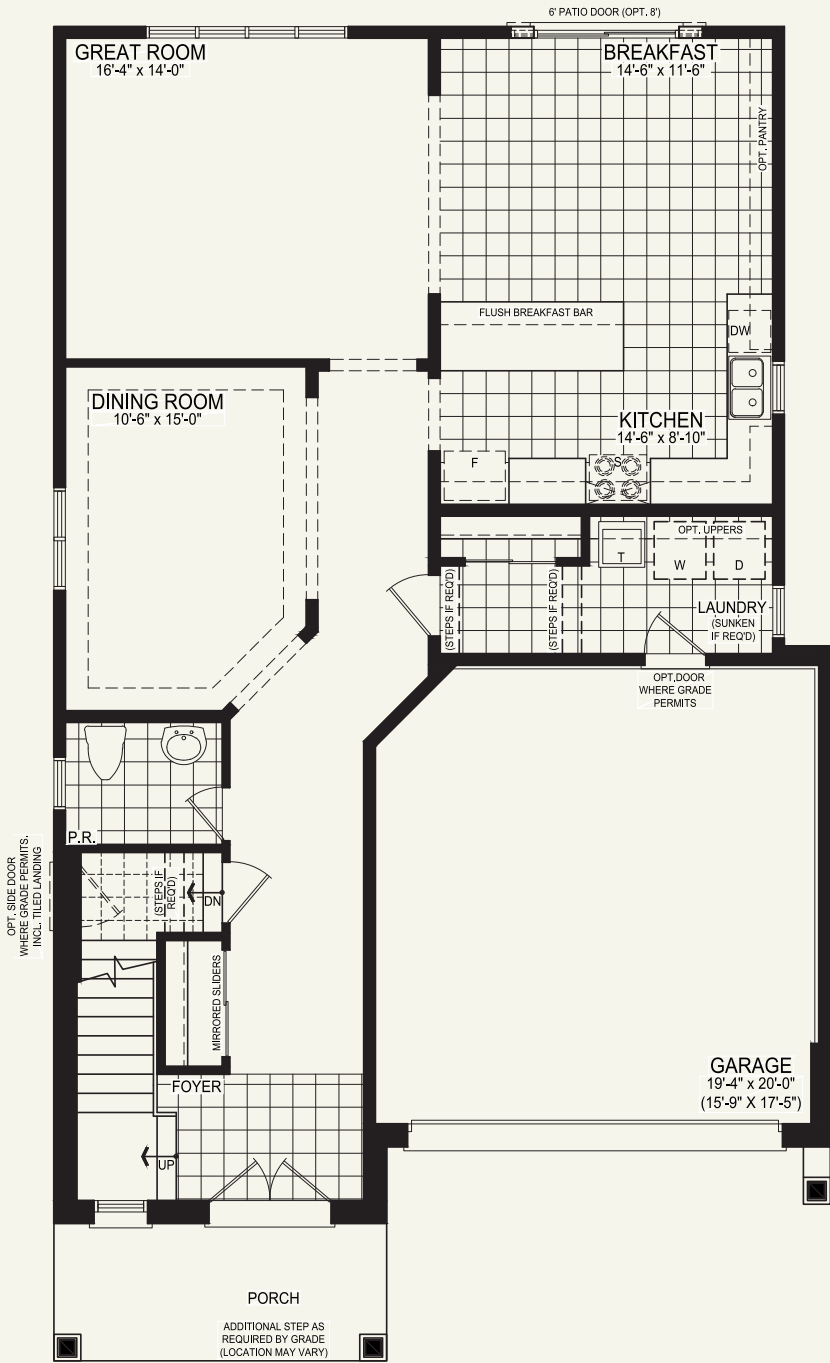 6' PATIO DOOR (OPT. 8')
GREAT ROOM
16'-4" x 14'-0"
BREAKFAST
14'-6" x 11'-6"
OPT. PANTRY
FLUSH BREAKFAST BAR
DW
DINING ROOM
10'-6" x 15'-0"
KITCHEN
14'-6" x 8'-10"
F
S
OPT. UPPERS
T
W
D
(STEPS IF REQ'D)
(STEPS IF REQ'D)
LAUNDRY
(SUNKEN
IF REQ'D)
OPT.DOOR
WHERE GRADE
PERMITS
P.R.
OPT. SIDE DOOR
WHERE GRADE PERMITS.
INCL. TILED LANDING
(STEPS IF
REQ'D)
DN
MIRRORED SLIDERS
FOYER
UP
GARAGE
19'-4" x 20'-0"
(15'-9" X 17'-5")
PORCH
ADDITIONAL STEP AS
REQUIRED BY GRADE
(LOCATION MAY VARY)